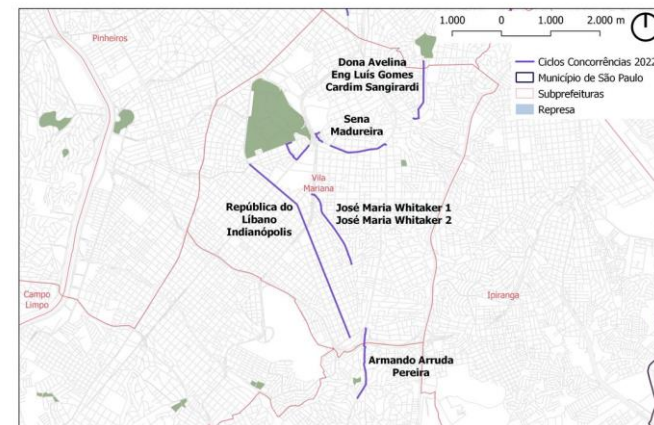 1.000 0 1.000 2.000 m
Pinheiros
Ciclos Concorrências 2022
Município de São Paulo
Subprefeituras
Represa
Dona Avelina
Eng Luís Gomes
Cardim Sangirardi
Sena
Madureira
Vila
Mariana
República do
Líbano
Indianópolis
José Maria Whitaker 1
José Maria Whitaker 2
Campo
Limpo
Ipiranga
Armando Arruda
Pereira